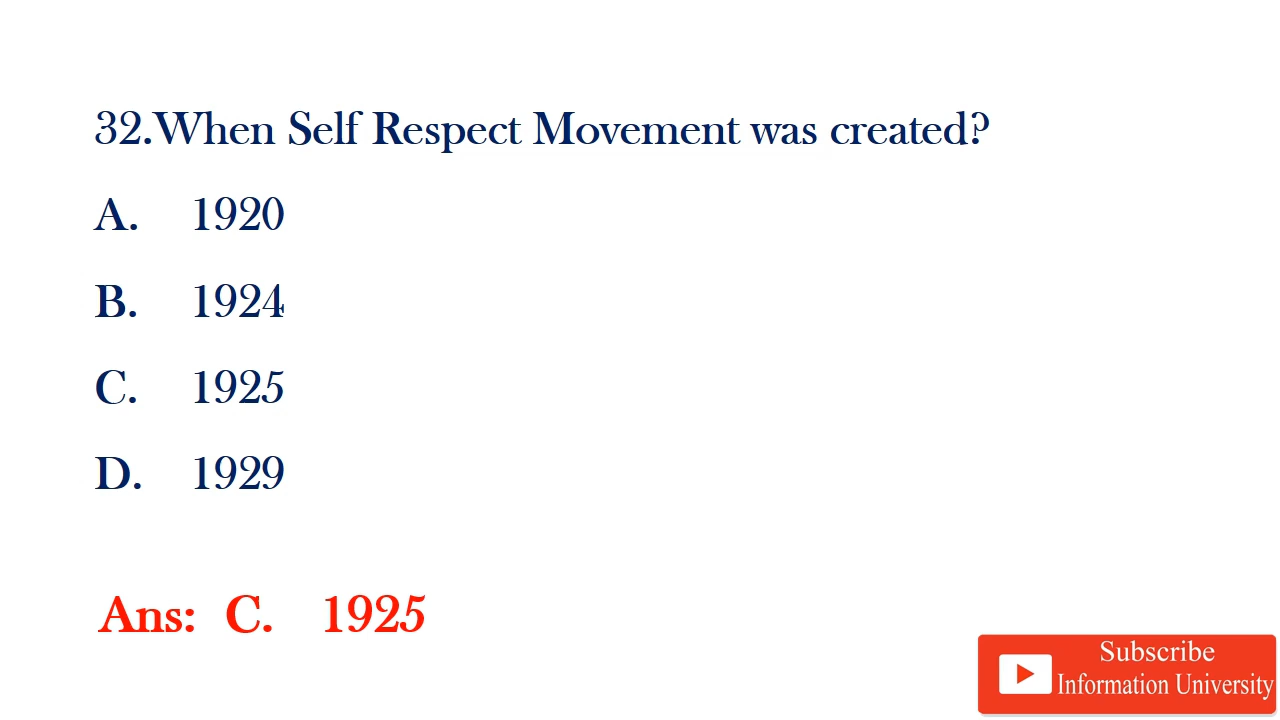 32.When Self Respect Movement was created?
A. 1920
B. 1924
C. 1925
D. 1929
Ans: C. 1925
Subscribe
Information University